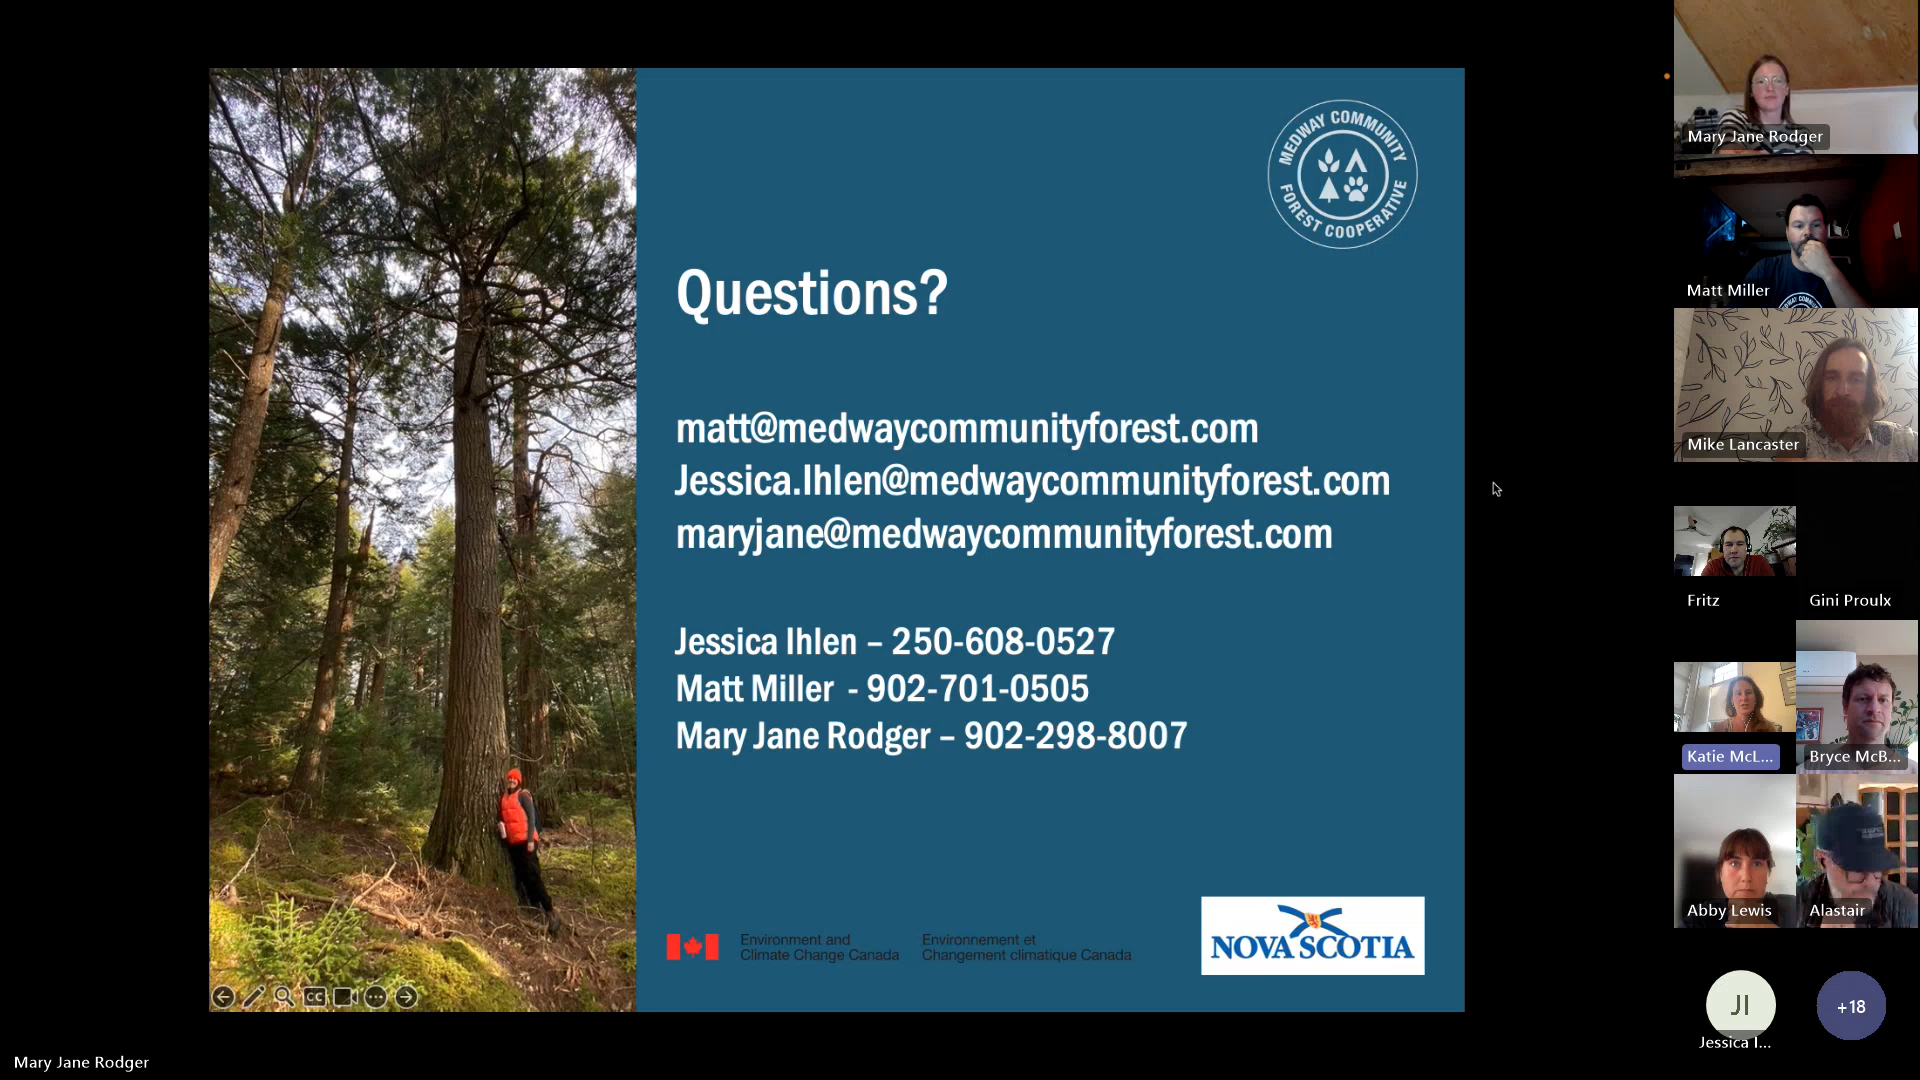 MEDWAY COMMUNITY
FOREST COOPERATIVE
Questions?
matt@medwaycommunityforest.com
Jessica.Ihlen@medwaycommunityforest.com
maryjane@medwaycommunityforest.com
Jessica Ihlen – 250-608-0527
Matt Miller - 902-701-0505
Mary Jane Rodger – 902-298-8007
Environment and
Climate Change Canada
Environnement et
Changement climatique Canada
NOVA SCOTIA
CC
Mary Jane Rodger
Mary Jane Rodger
Matt Miller
Mike Lancaster
Fritz
Gini Proulx
Katie McL...
Bryce McB...
Abby Lewis
Alastair
JI
Jessica I...
+18